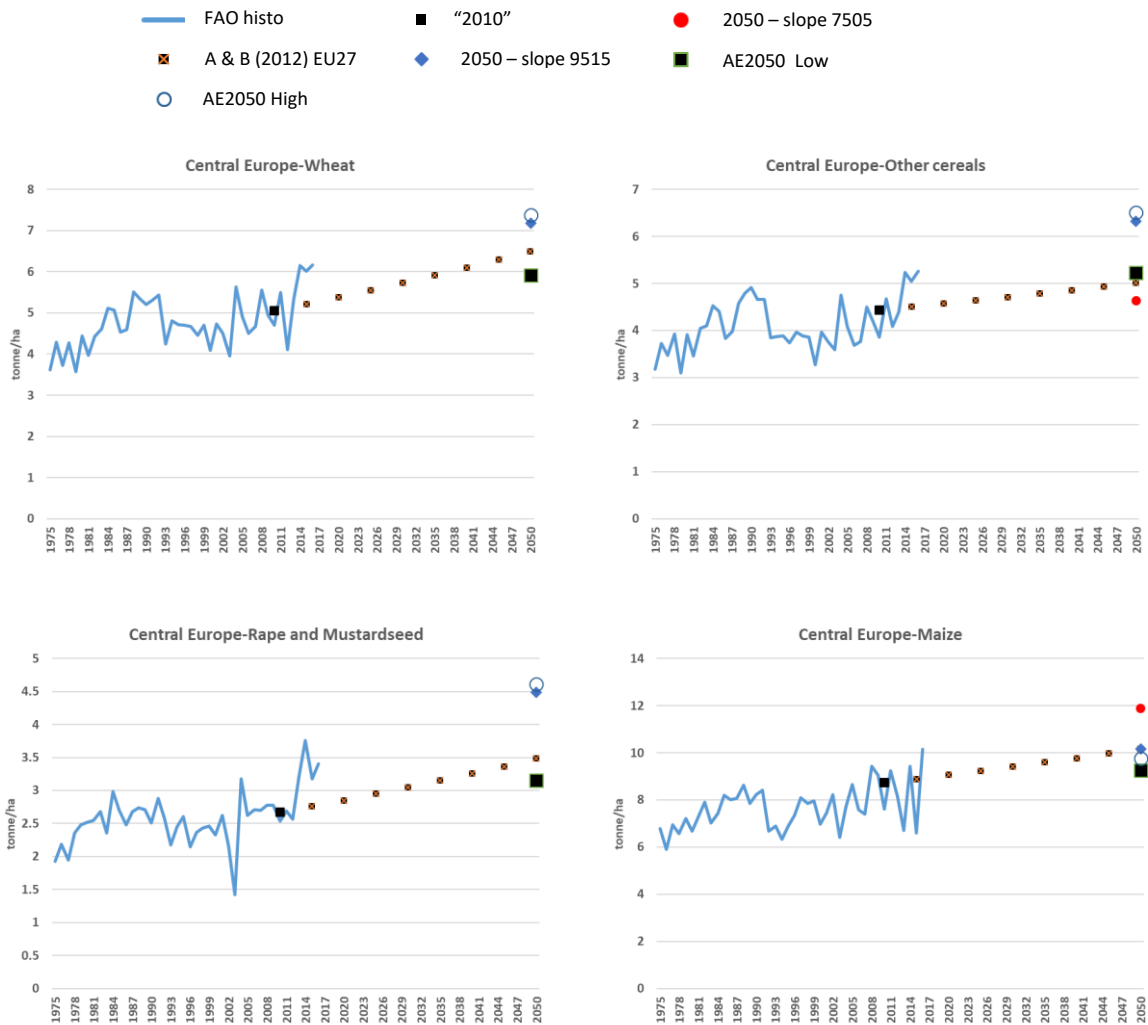 FAO histo “2010” 2050 – slope 7505
A & B (2012) EU27 2050 – slope 9515 AE2050 Low
AE2050 High
Central Europe-Wheat
tonne/ha
8
7
6
5
4
3
2
1
0
1975 1978 1981 1984 1987 1990 1993 1996 1999 2002 2005 2008 2011 2014 2017 2020 2023 2026 2029 2032 2035 2038 2041 2044 2047 2050
Central Europe-Other cereals
tonne/ha
7
6
5
4
3
2
1
0
1975 1978 1981 1984 1987 1990 1993 1996 1999 2002 2005 2008 2011 2014 2017 2020 2023 2026 2029 2032 2035 2038 2041 2044 2047 2050
Central Europe-Rape and Mustardseed
tonne/ha
5
4.5
4
3.5
3
2.5
2
1.5
1
0.5
0
1975 1978 1981 1984 1987 1990 1993 1996 1999 2002 2005 2008 2011 2014 2017 2020 2023 2026 2029 2032 2035 2038 2041 2044 2047 2050
Central Europe-Maize
tonne/ha
14
12
10
8
6
4
2
0
1975 1978 1981 1984 1987 1990 1993 1996 1999 2002 2005 2008 2011 2014 2017 2020 2023 2026 2029 2032 2035 2038 2041 2044 2047 2050